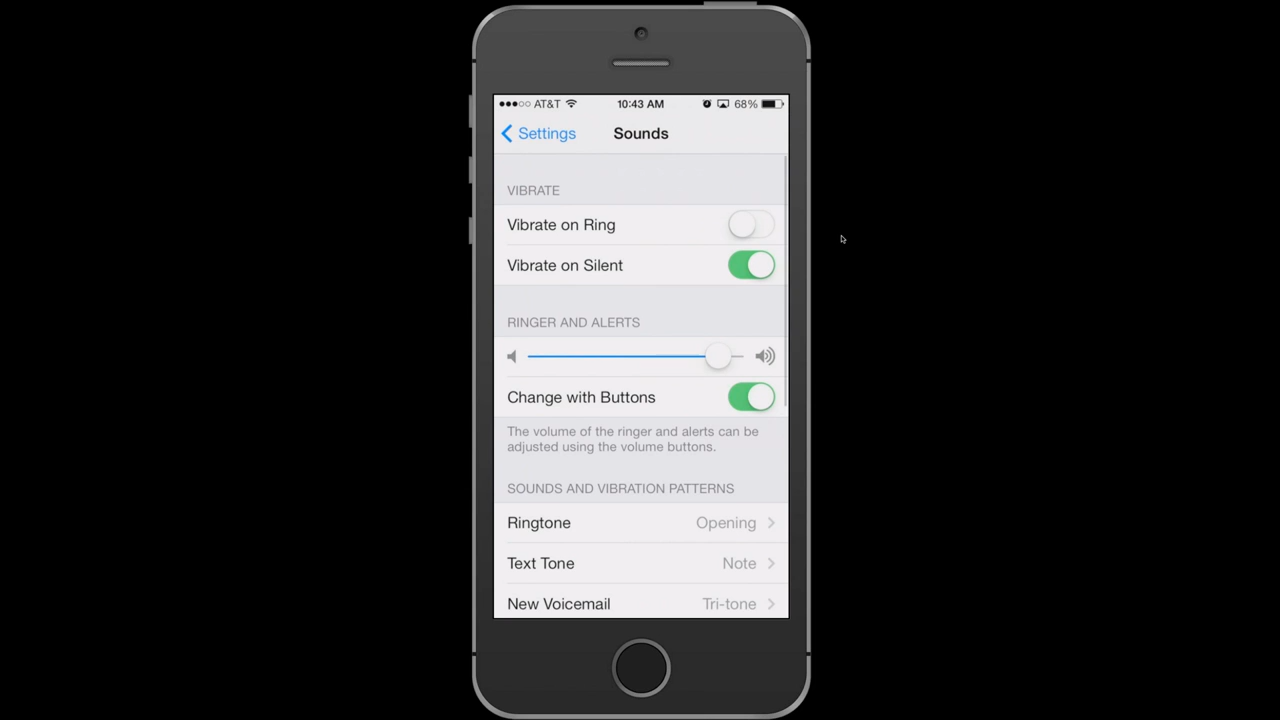 AT&T 10:43 AM 68%
Settings Sounds
VIBRATE
Vibrate on Ring
Vibrate on Silent
RINGER AND ALERTS
Change with Buttons
The volume of the ringer and alerts can be
adjusted using the volume buttons.
SOUNDS AND VIBRATION PATTERNS
Ringtone Opening
Text Tone Note
New Voicemail Tri-tone